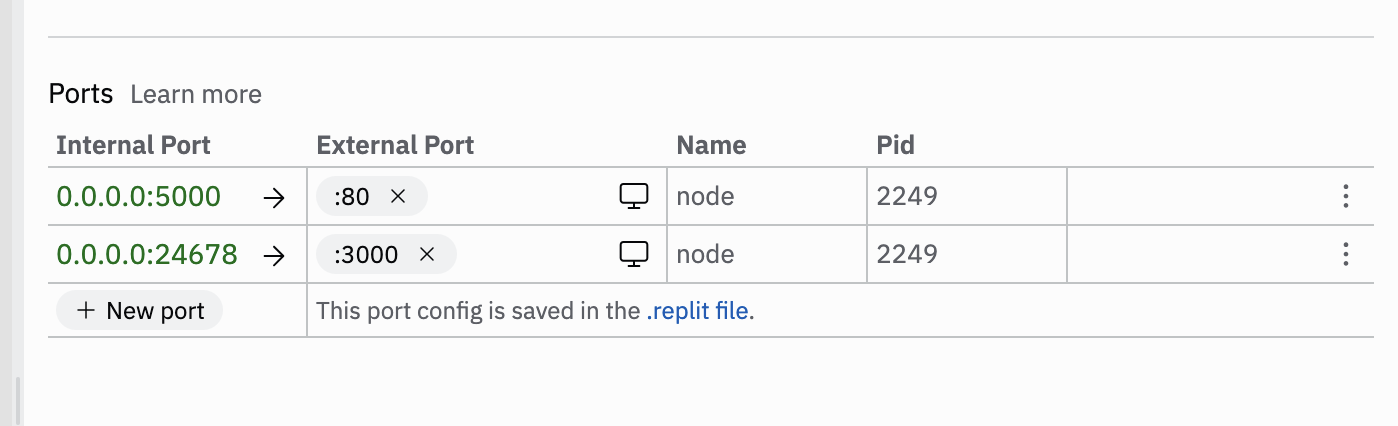 Ports Learn more
Internal Port External Port Name Pid
0.0.0.0:5000 → :80 × node 2249
0.0.0.0:24678 → :3000 × node 2249
+ New port This port config is saved in the .replit file.